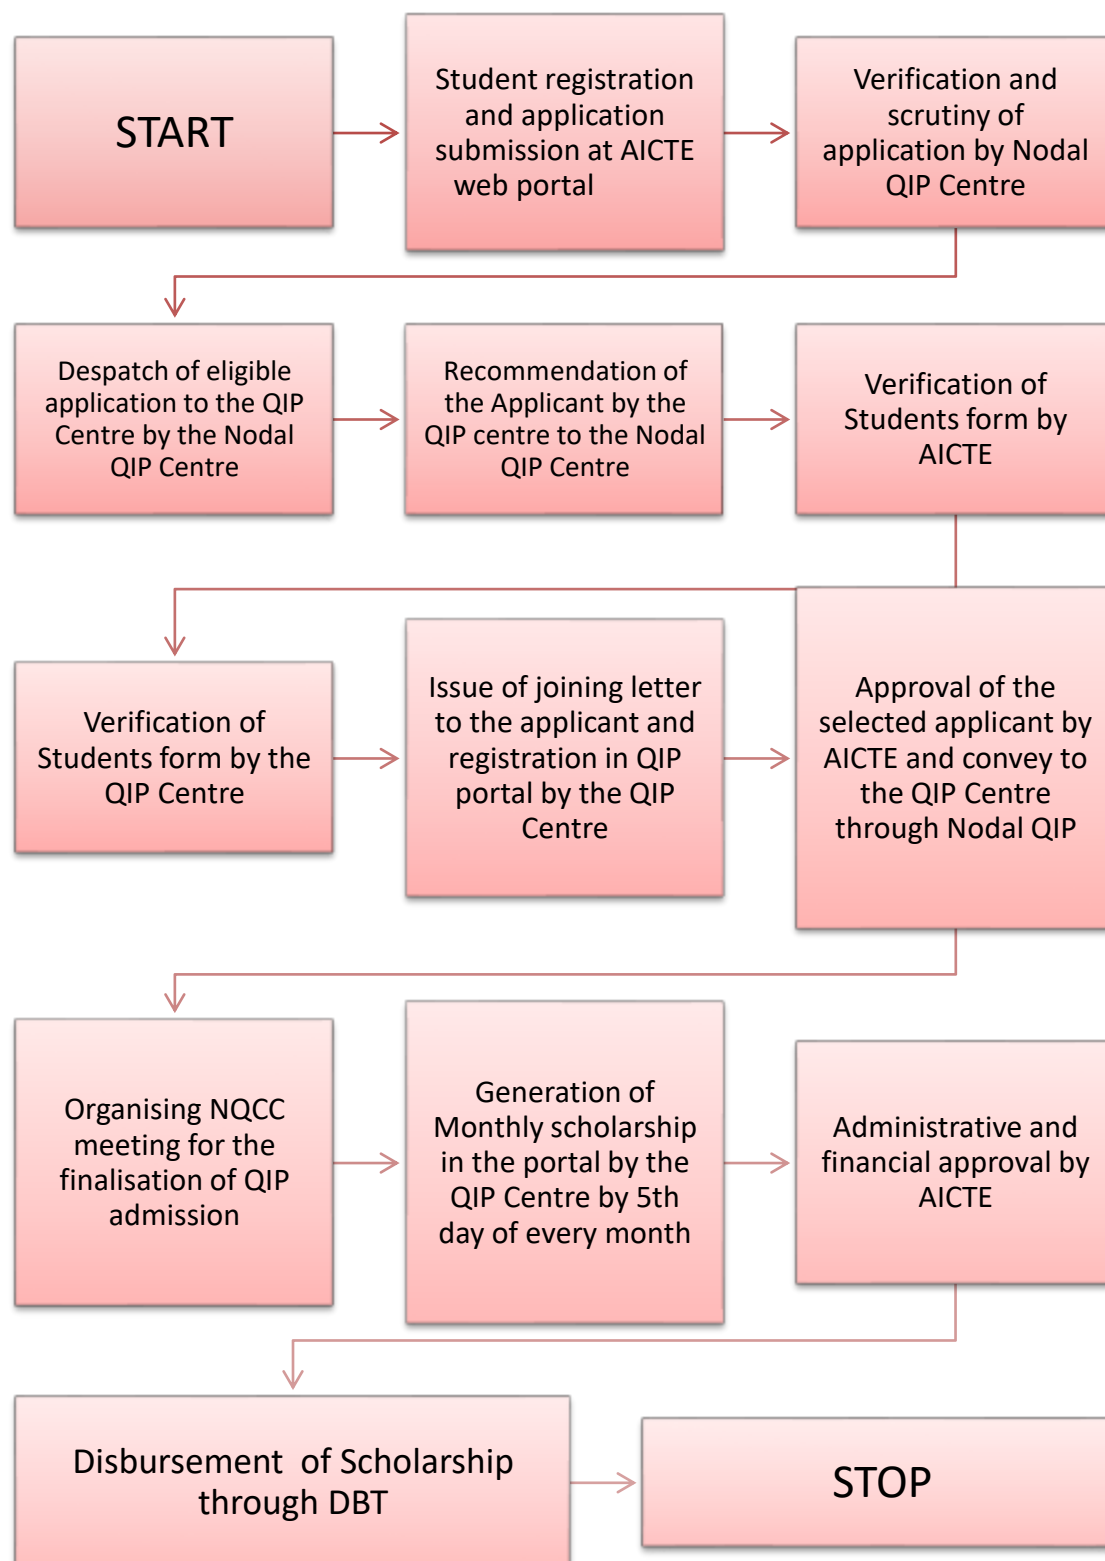 START
Student registration
and application
submission at AICTE
web portal
Verification and
scrutiny of
application by Nodal
QIP Centre
Despatch of eligible
application to the QIP
Centre by the Nodal
QIP Centre
Recommendation of
the Applicant by the
QIP centre to the Nodal
QIP Centre
Verification of
Students form by
AICTE
Verification of
Students form by the
QIP Centre
Issue of joining letter
to the applicant and
registration in QIP
portal by the QIP
Centre
Approval of the
selected applicant by
AICTE and convey to
the QIP Centre
through Nodal QIP
Organising NQCC
meeting for the
finalisation of QIP
admission
Generation of
Monthly scholarship
in the portal by the
QIP Centre by 5th
day of every month
Administrative and
financial approval by
AICTE
Disbursement of Scholarship
through DBT
STOP